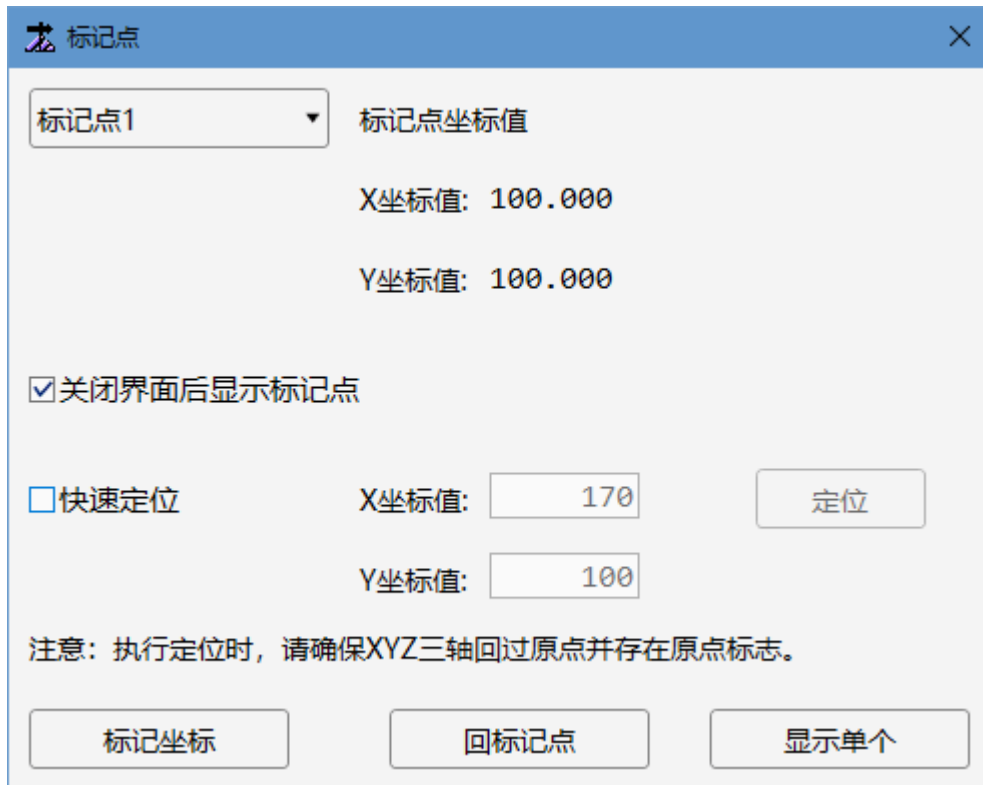 标记点
标记点1 标记点坐标值
X坐标值: 100.000
Y坐标值: 100.000
关闭界面后显示标记点
快速定位 X坐标值: 170 定位
Y坐标值: 100
注意：执行定位时，请确保XYZ三轴回过原点并存在原点标志。
标记坐标 回标记点 显示单个